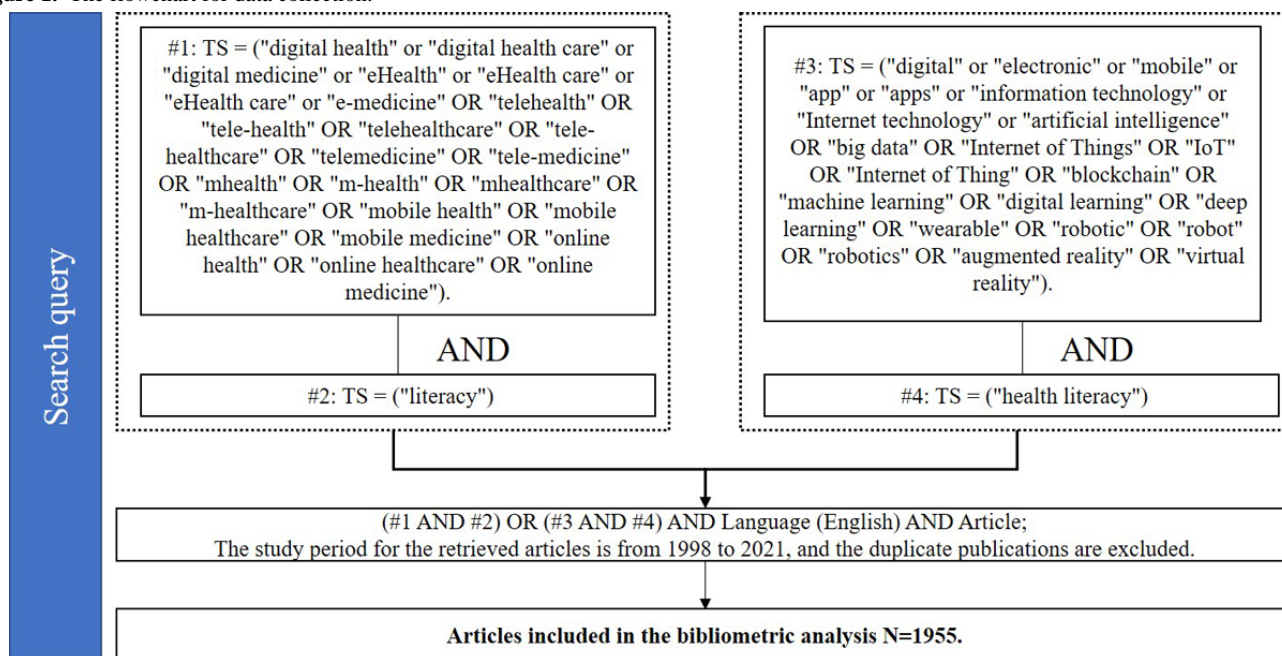 Search query
#1: TS = ("digital health" or "digital health care" or
"digital medicine" or "eHealth" or "eHealth care" or
"eHealth care" or "e-medicine" OR "telehealth" OR
"tele-health" OR "telehealthcare" OR "tele-
healthcare" OR "telemedicine" OR "tele-medicine"
OR "mhealth" OR "m-health" OR "mhealthcare" OR
"m-healthcare" OR "mobile health" OR "mobile
healthcare" OR "mobile medicine" OR "online
health" OR "online healthcare" OR "online
medicine").
AND
#2: TS = ("literacy")
#3: TS = ("digital" or "electronic" or "mobile" or
"app" or "apps" or "information technology" or
"Internet technology" or "artificial intelligence"
OR "big data" OR "Internet of Things" OR "IoT"
OR "Internet of Thing" OR "blockchain" OR
"machine learning" OR "digital learning" OR "deep
learning" OR "wearable" OR "robotic" OR "robot"
OR "robotics" OR "augmented reality" OR "virtual
reality").
AND
#4: TS = ("health literacy")
(#1 AND #2) OR (#3 AND #4) AND Language (English) AND Article;
The study period for the retrieved articles is from 1998 to 2021, and the duplicate publications are excluded.
Articles included in the bibliometric analysis N=1955.